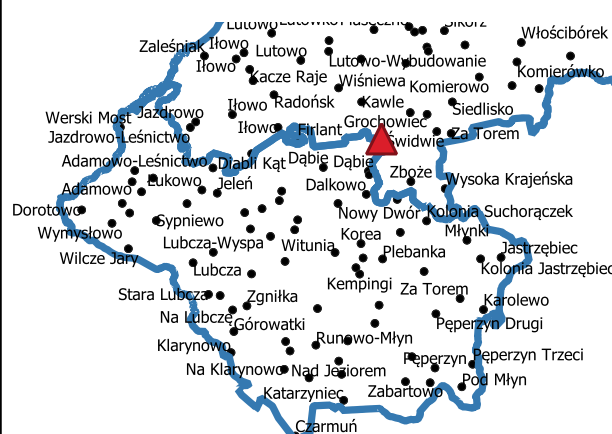 Lutowo
Sikorz
Włościbórek
Zaleśniak
Iłowo
Lutowo
Lutowo-Wybudowanie
Iłowo
Komierówko
Kacze Raje
Wiśniewa
Komierowo
Radońsk
Kawle
Iłowo
Siedlisko
Jazdrowo
Werski Most
Grochowiec
Iłowo
Firlant
Za Torem
Jazdrowo-Leśnictwo
Świdwie
Adamowo-Leśnictwo
Diabli Kąt
Dąbie
Dąbie
Zboże
Wysoka Krajeńska
Łukowo
Jeleń
Dalkowo
Adamowo
Dorotowo
Nowy Dwór
Kolonia Suchorączek
Sypniewo
Wymysłowo
Młynki
Korea
Lubcza-Wyspa
Witunia
Plebanka
Jastrzębiec
Wilcze Jary
Lubcza
Kolonia Jastrzębiec
Kempingi
Za Torem
Stara Lubcza
Zgniłka
Karolewo
Na Lubczę
Górowatki
Pęperzyn Drugi
Klarynowo
Runowo-Młyn
Pęperzyn
Pęperzyn Trzeci
Na Klarynowo
Nad Jeziorem
Pod Młyn
Katarzyniec
Zabartowo
Czarmuń